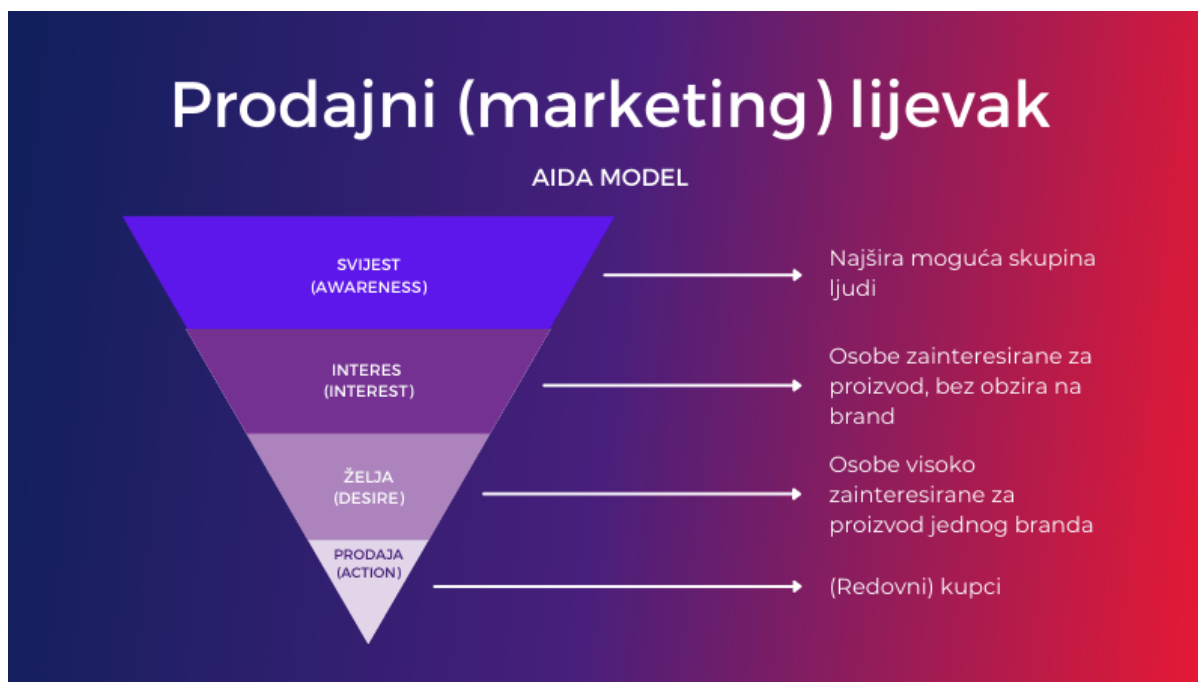 Prodajni (marketing) lijevak
AIDA MODEL
SVIJEST
(AWARENESS)
Najšira moguća skupina
ljudi
INTERES
(INTEREST)
Osobe zainteresirane za
proizvod, bez obzira na
brand
ŽELJA
(DESIRE)
Osobe visoko
zainteresirane za
proizvod jednog branda
PRODAJA
(ACTION)
(Redovni) kupci